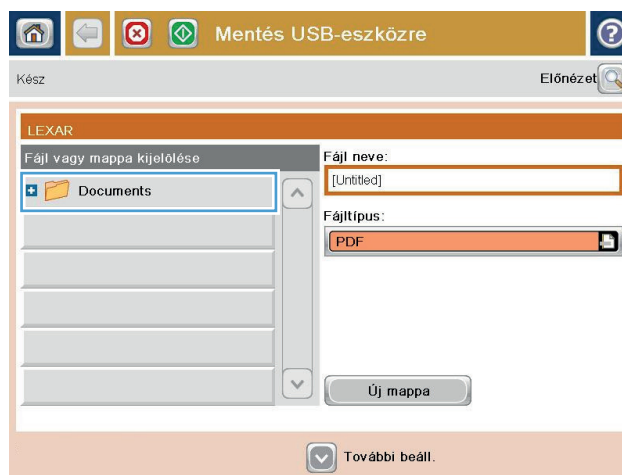 Mentés USB-eszközre
Kész
Előnézet
LEXAR
Fájl vagy mappa kijelölése
Documents
Fájl neve:
[Untitled]
Fájltípus:
PDF
Új mappa
További beáll.